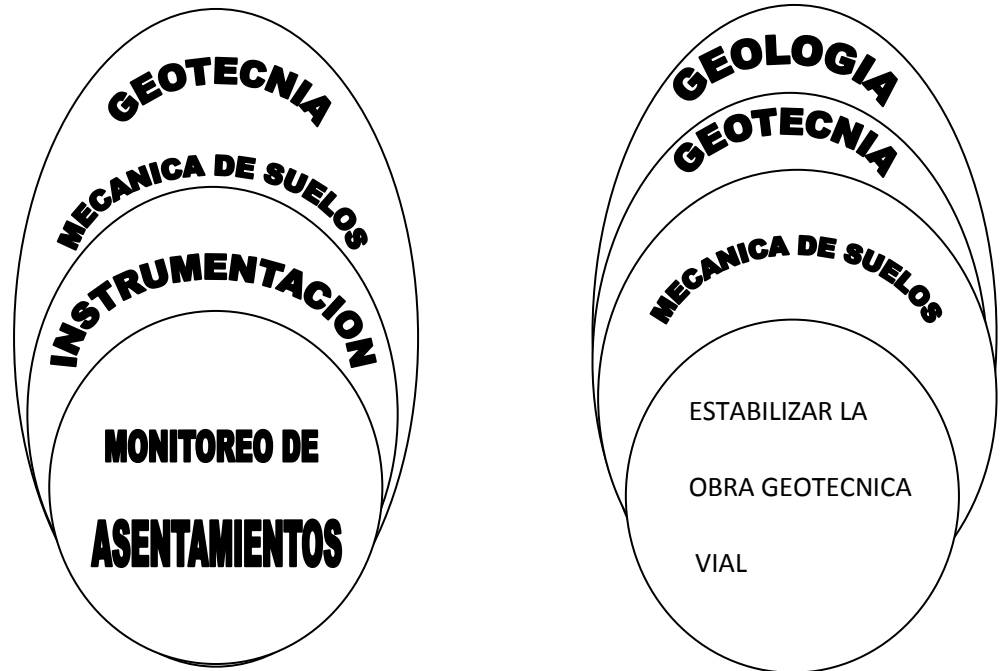 GEOTECNIA
MECANICA DE SUELOS
INSTRUMENTACION
MONITOREO DE
ASENTAMIENTOS
GEOLOGIA
GEOTECNIA
MECANICA DE SUELOS
ESTABILIZAR LA
OBRA GEOTECNICA
VIAL